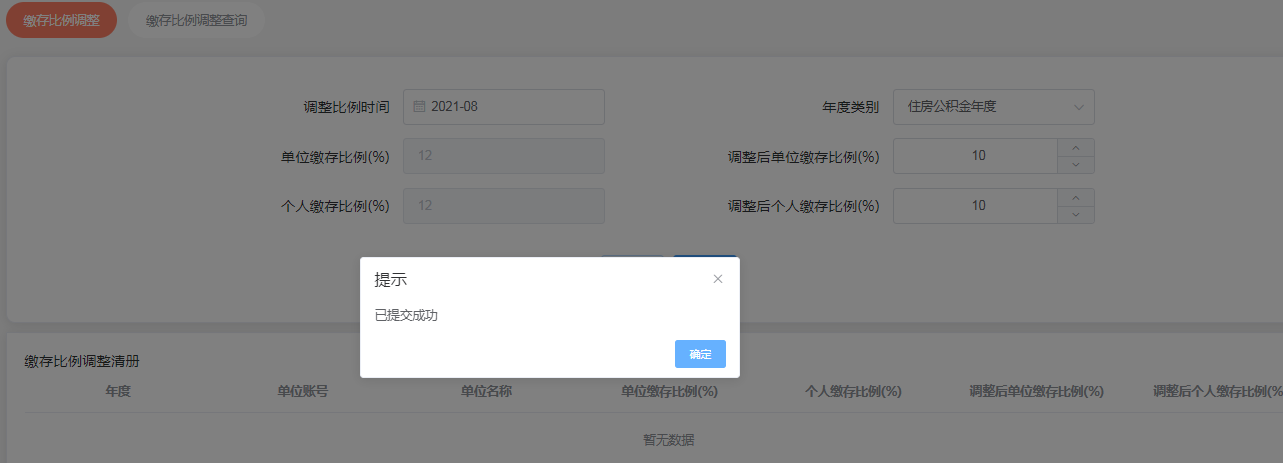 缴存比例调整 缴存比例调整查询
调整比例时间 2021-08 年度类别 住房公积金年度
单位缴存比例(%) 12 调整后单位缴存比例(%) 10
个人缴存比例(%) 12 调整后个人缴存比例(%) 10
提示
已提交成功
确定
缴存比例调整清册
年度 单位账号 单位名称 单位缴存比例(%) 个人缴存比例(%) 调整后单位缴存比例(%) 调整后个人缴存比例(%
暂无数据